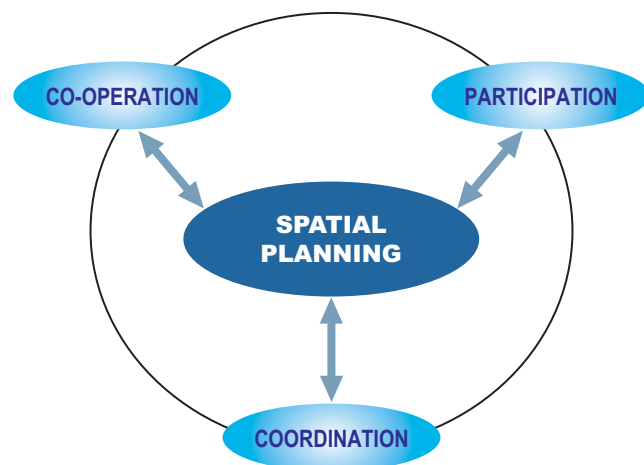 CO-OPERATION
PARTICIPATION
SPATIAL
PLANNING
COORDINATION